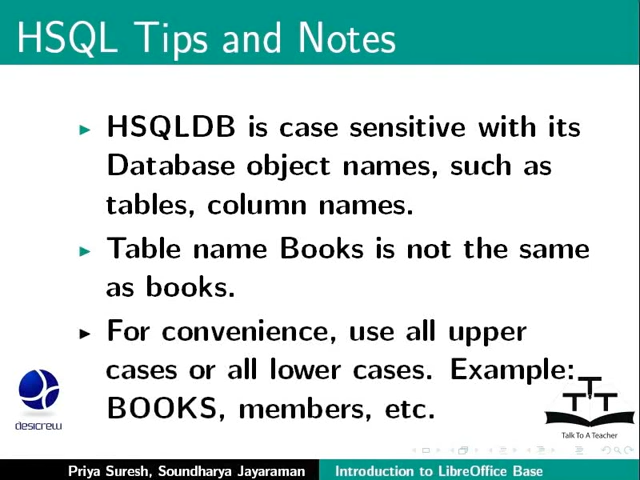 HSQL Tips and Notes
HSQLDB is case sensitive with its
Database object names, such as
tables, column names.
Table name Books is not the same
as books.
For convenience, use all upper
cases or all lower cases. Example:
BOOKS, members, etc.
desicrew
TTT
Talk To A Teacher
Priya Suresh, Soundharya Jayaraman Introduction to LibreOffice Base